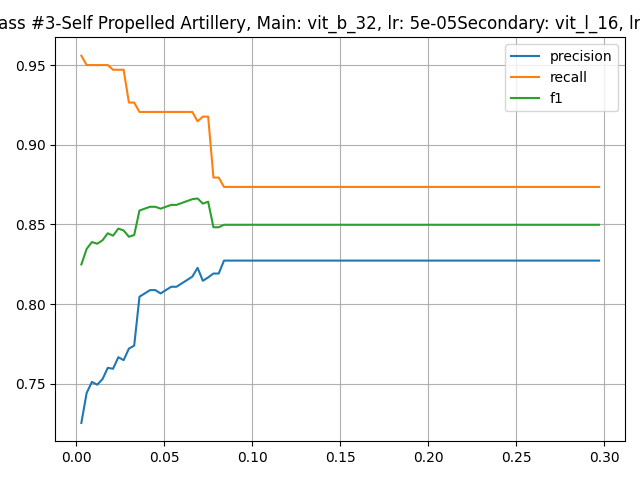 ass #3-Self Propelled Artillery, Main: vit_b_32, lr: 5e-05Secondary: vit_l_16, lr
precision
recall
f1
0.95
0.90
0.85
0.80
0.75
0.00 0.05 0.10 0.15 0.20 0.25 0.30